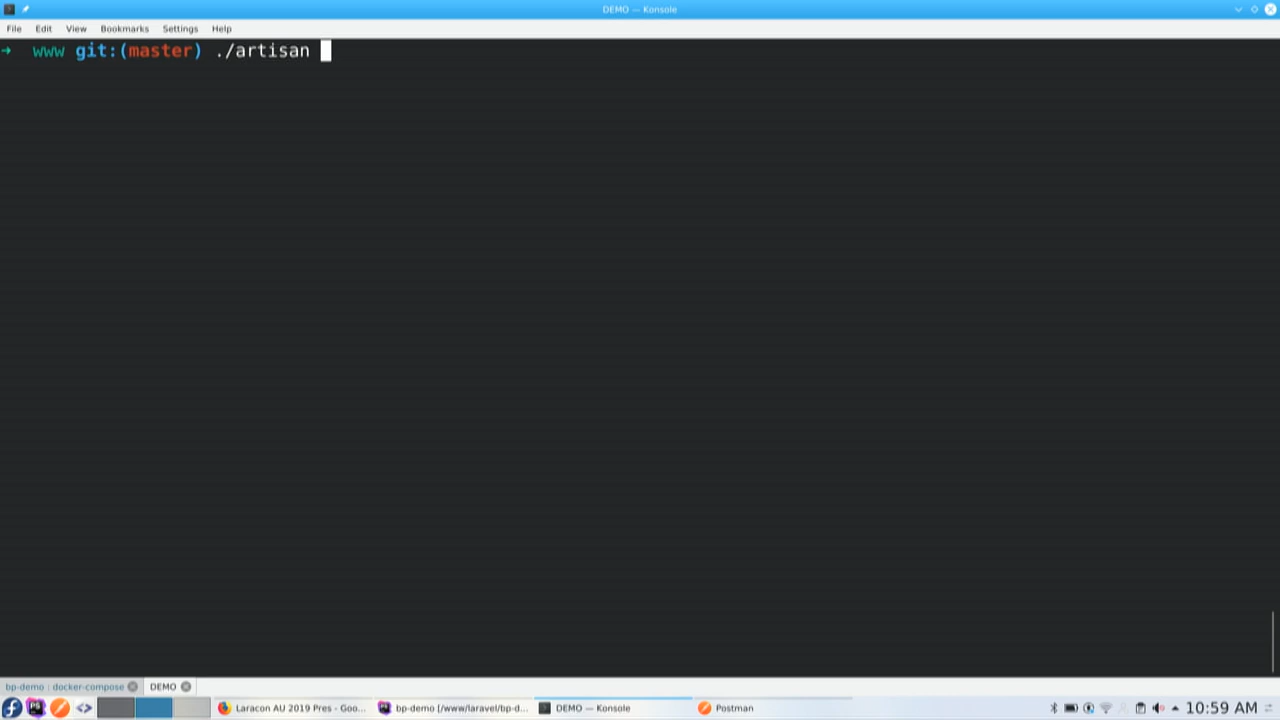 DEMO — Konsole
File Edit View Bookmarks Settings Help
➜ www git:(master) ./artisan
bp-demo : docker-compose DEMO
PS Laracon AU 2019 Pres - Goo... bp-demo [/www/laravel/bp-d... DEMO — Konsole Postman 10:59 AM